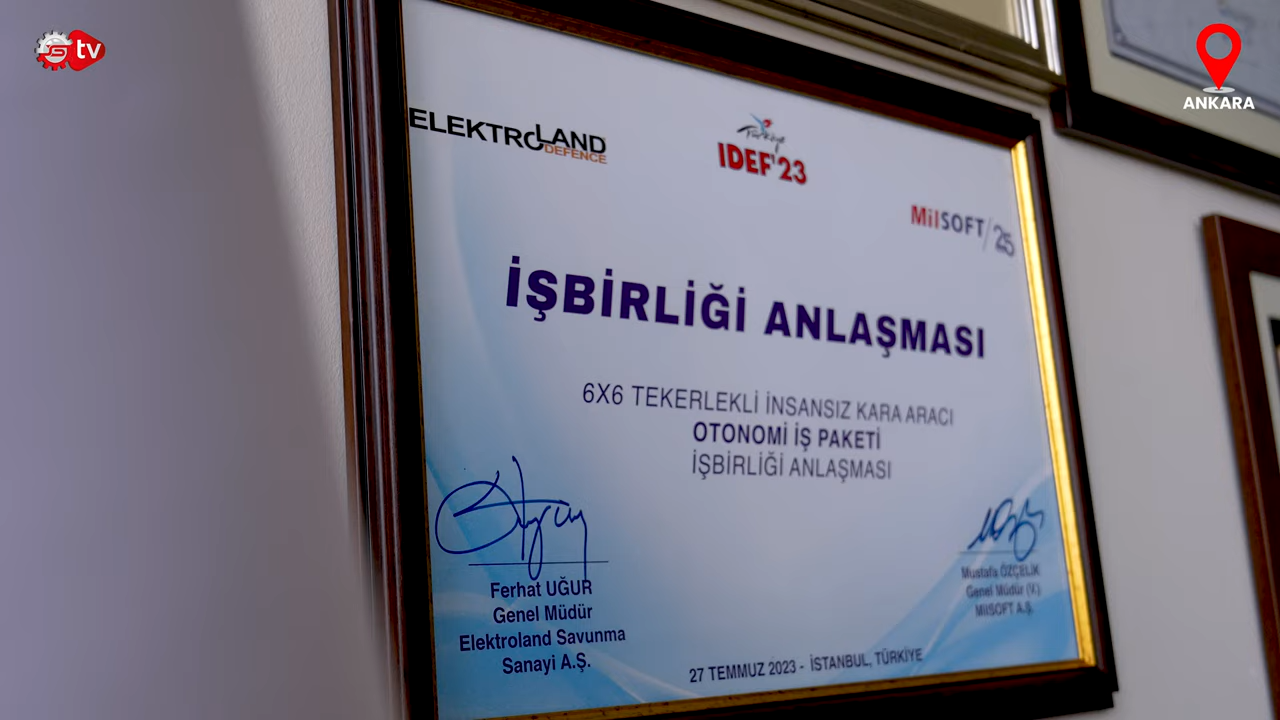 tv
ANKARA
ELEKTROLAND
DEFENCE
Türkiye
IDEF'23
MilSOFT/25
İŞBİRLİĞİ ANLAŞMASI
6X6 TEKERLEKLİ İNSANSIZ KARA ARACI
OTONOMİ İŞ PAKETİ
İŞBİRLİĞİ ANLAŞMASI
Ferhat UĞUR
Genel Müdür
Elektroland Savunma
Sanayi A.Ş.
Mustafa ÖZÇELİK
Genel Müdür (V.)
MilSOFT A.Ş.
27 TEMMUZ 2023 - İSTANBUL, TÜRKİYE